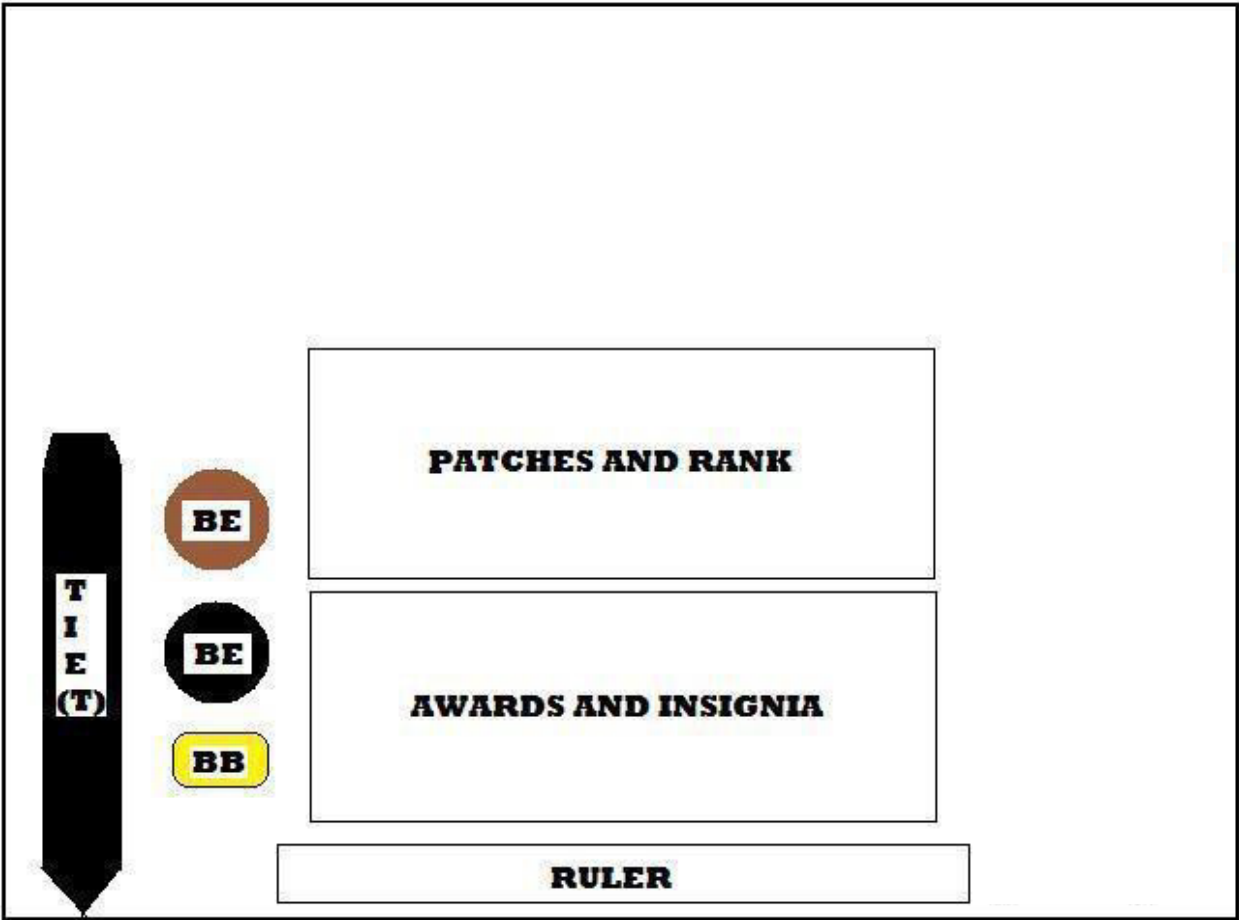 PATCHES AND RANK
BE
T
I
E
(T)
BE
AWARDS AND INSIGNIA
BB
RULER